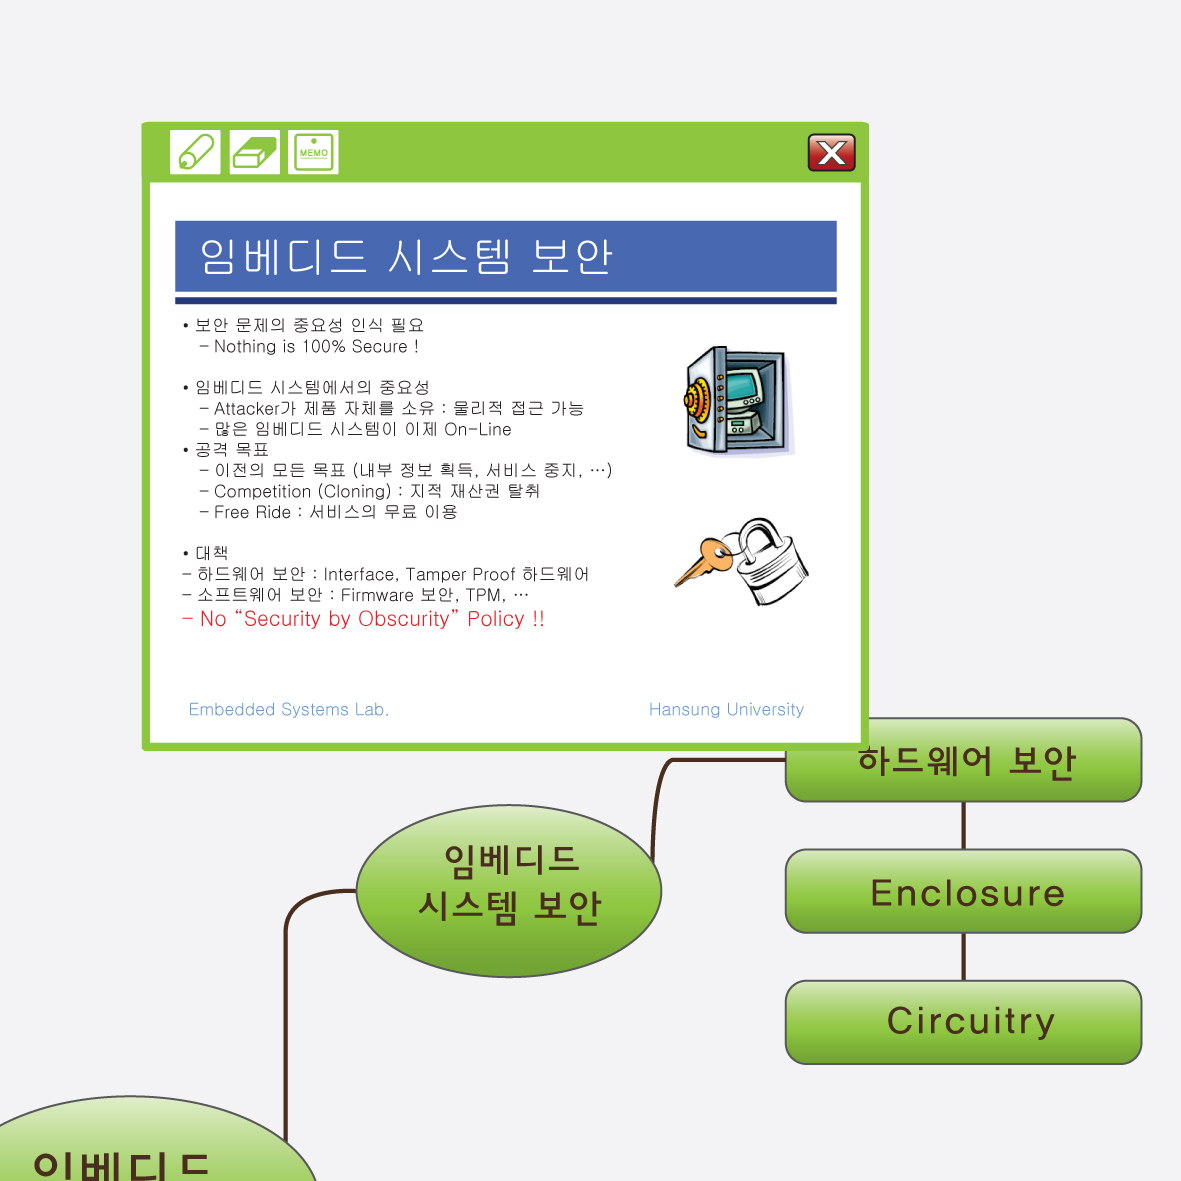 MEMO
X
임베디드 시스템 보안
• 보안 문제의 중요성 인식 필요
– Nothing is 100% Secure !
• 임베디드 시스템에서의 중요성
– Attacker가 제품 자체를 소유 : 물리적 접근 가능
– 많은 임베디드 시스템이 이제 On-Line
• 공격 목표
– 이전의 모든 목표 (내부 정보 획득, 서비스 중지, …)
– Competition (Cloning) : 지적 재산권 탈취
– Free Ride : 서비스의 무료 이용
• 대책
– 하드웨어 보안 : Interface, Tamper Proof 하드웨어
– 소프트웨어 보안 : Firmware 보안, TPM, …
– No “Security by Obscurity” Policy !!
Embedded Systems Lab.
Hansung University
하드웨어 보안
임베디드
시스템 보안
Enclosure
Circuitry
임베디드